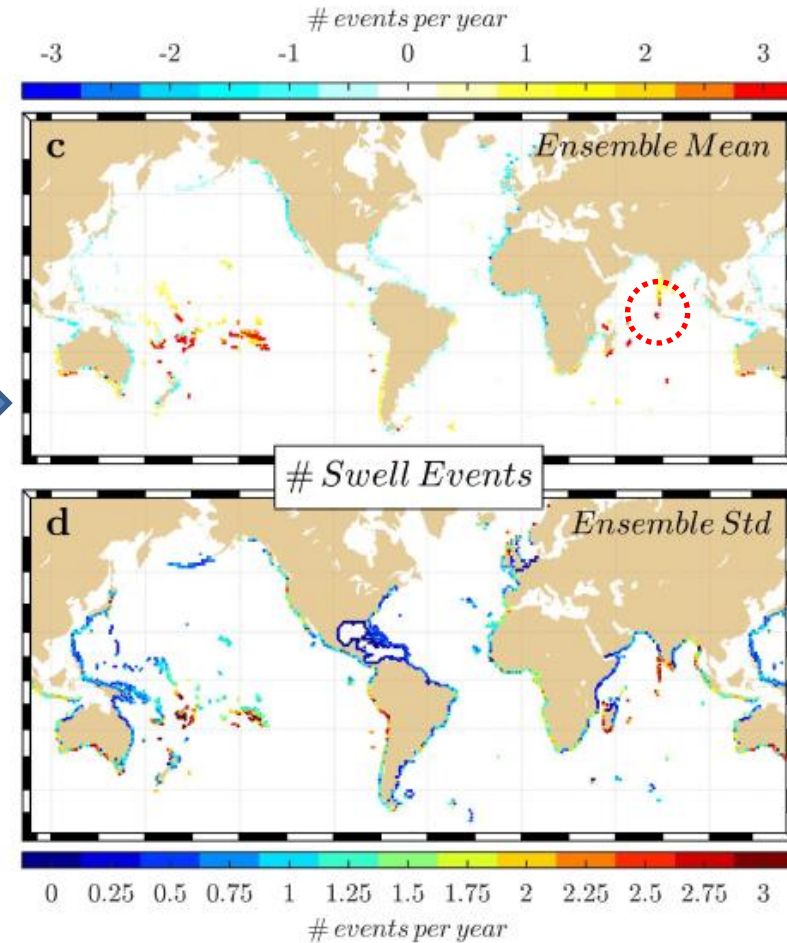 # events per year
-3 -2 -1 0 1 2 3
c Ensemble Mean
# Swell Events
d Ensemble Std
0 0.25 0.5 0.75 1 1.25 1.5 1.75 2 2.25 2.5 2.75 3
# events per year